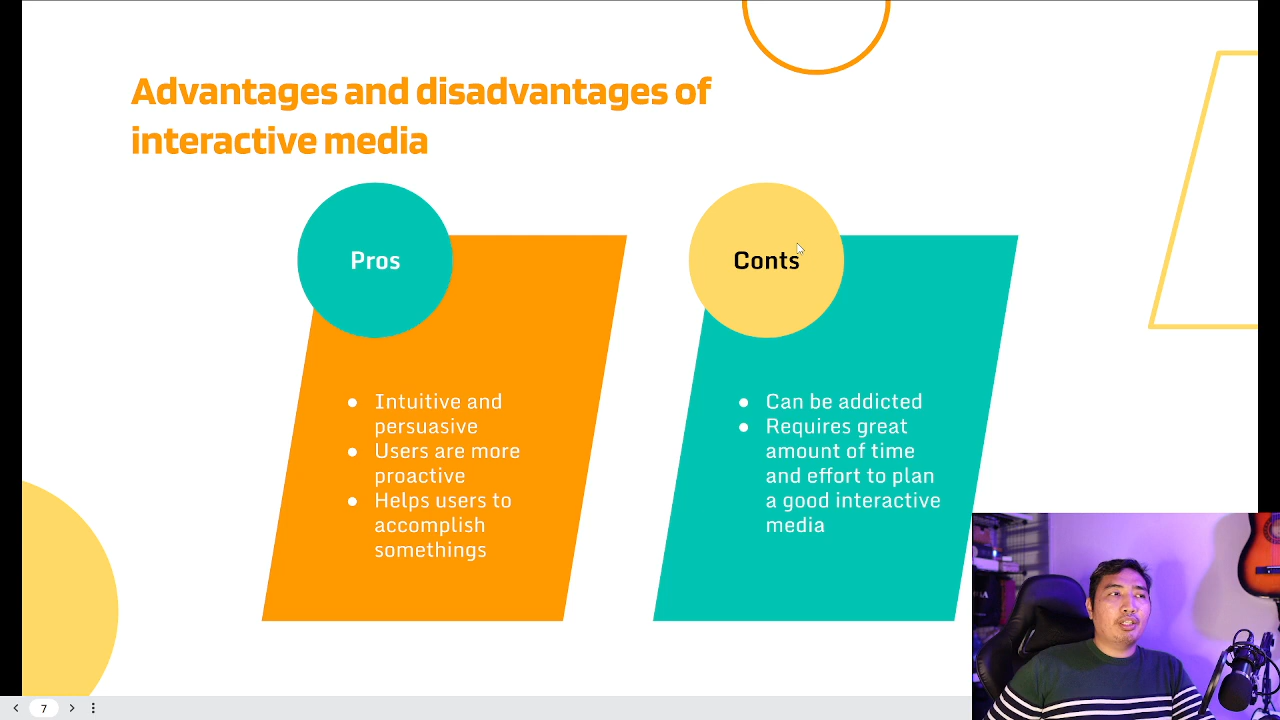 Advantages and disadvantages of
interactive media
Pros
Intuitive and
persuasive
Users are more
proactive
Helps users to
accomplish
somethings
Conts
Can be addicted
Requires great
amount of time
and effort to plan
a good interactive
media
7